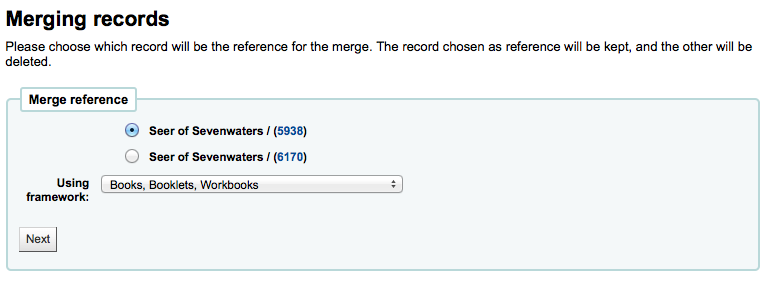 Merging records
Please choose which record will be the reference for the merge. The record chosen as reference will be kept, and the other will be
deleted.
Merge reference
Seer of Sevenwaters / (5938)
Seer of Sevenwaters / (6170)
Using
framework:
Books, Booklets, Workbooks
Next